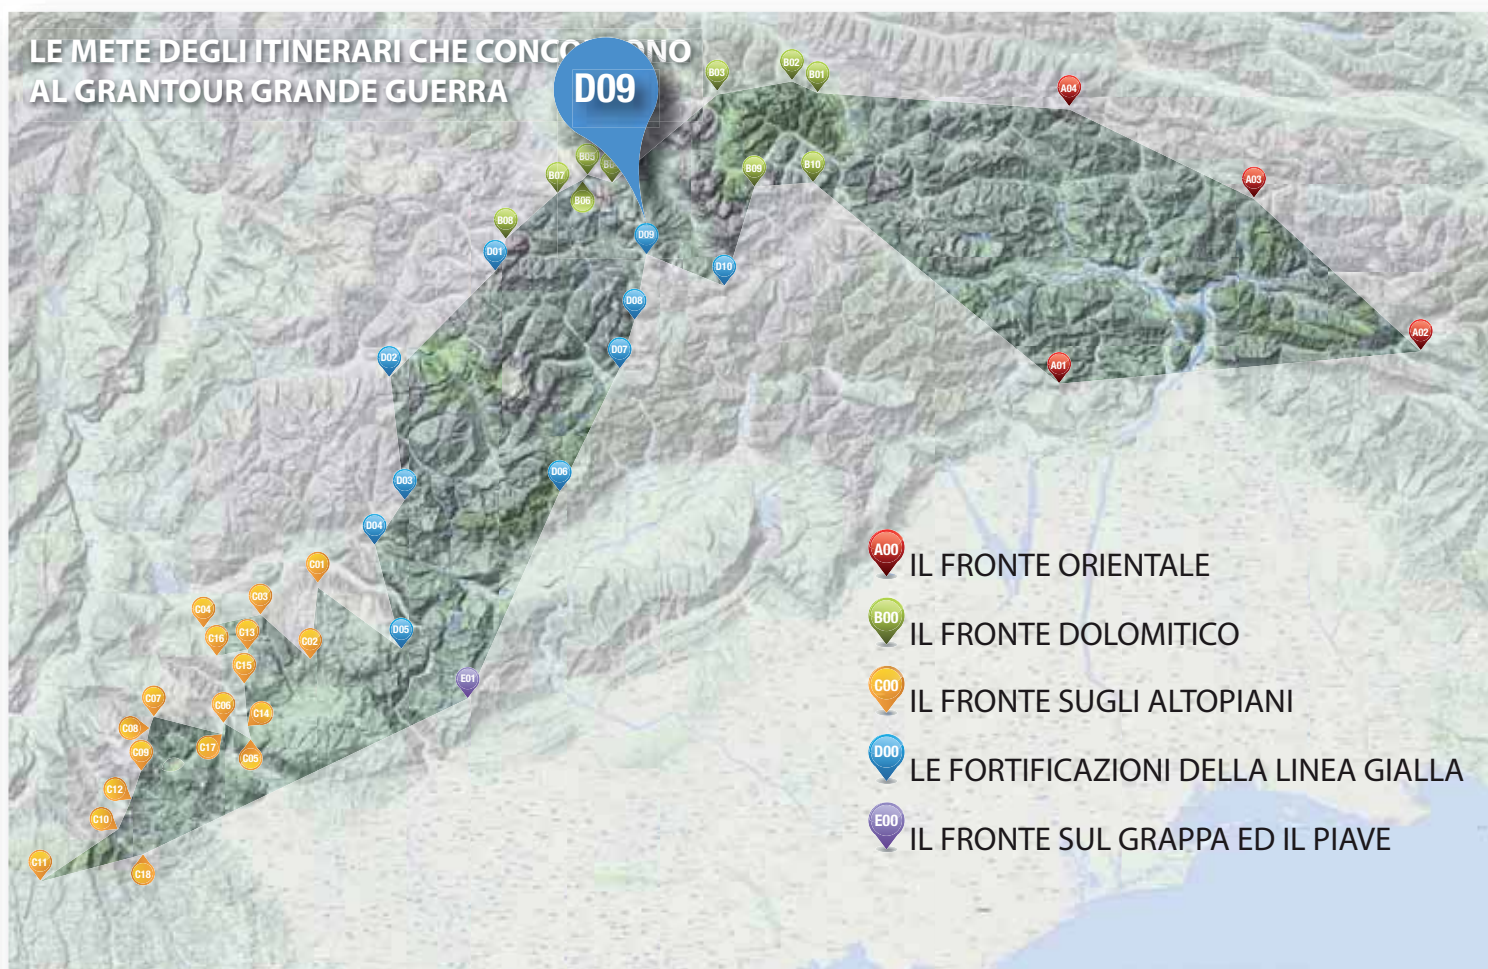 LE METE DEGLI ITINERARI CHE CONCO ONO
AL GRANTOUR GRANDE GUERRA
D09
B03
B02
B01
A04
B05
B07
B06
B09
B10
A03
B08
D01
D09
D10
D08
D07
D02
A01
A02
D03
D06
D04
C01
C03
C04
C16
C13
C02
D05
C15
E01
C07
C06
C14
C08
C17
C09
C05
C12
C10
C11
C18
A00 IL FRONTE ORIENTALE
B00 IL FRONTE DOLOMITICO
C00 IL FRONTE SUGLI ALTOPIANI
D00 LE FORTIFICAZIONI DELLA LINEA GIALLA
E00 IL FRONTE SUL GRAPPA ED IL PIAVE